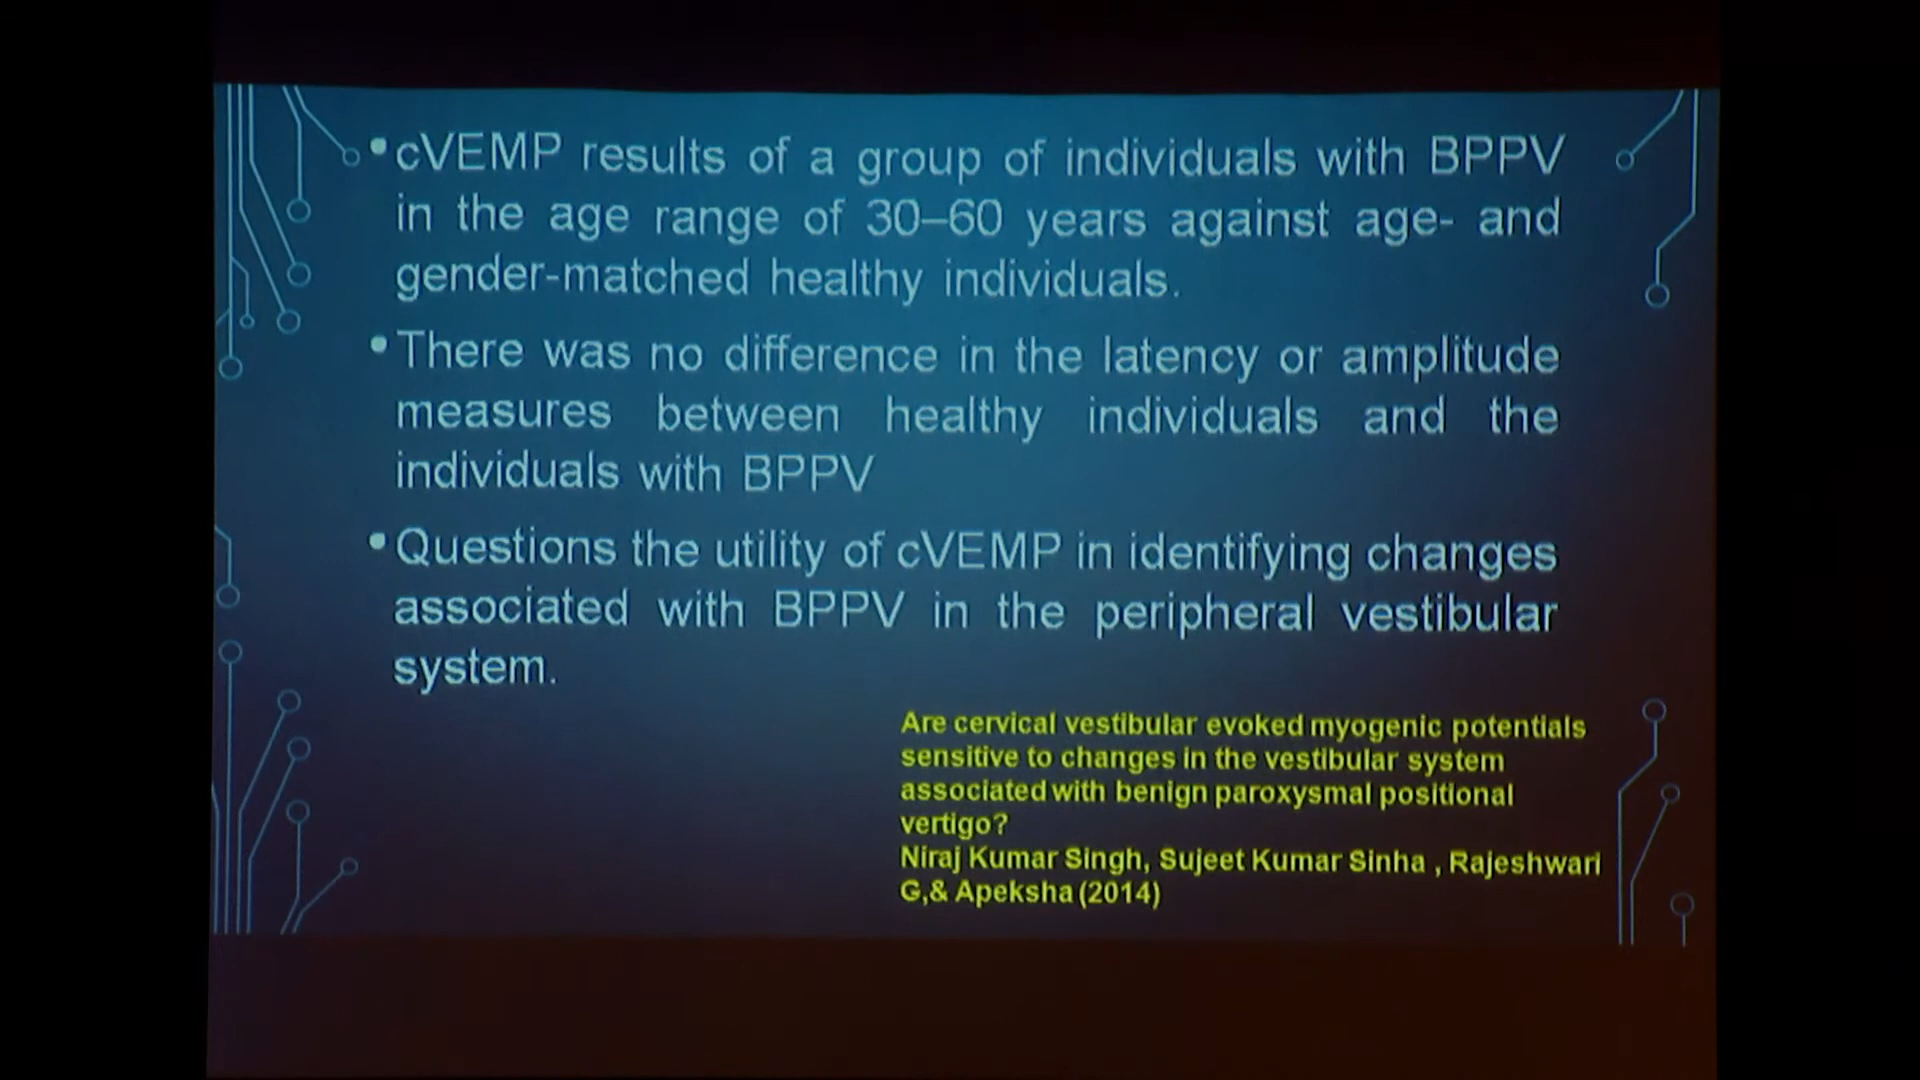 •cVEMP results of a group of individuals with BPPV
in the age range of 30–60 years against age- and
gender-matched healthy individuals.
•There was no difference in the latency or amplitude
measures between healthy individuals and the
individuals with BPPV
•Questions the utility of cVEMP in identifying changes
associated with BPPV in the peripheral vestibular
system.
Are cervical vestibular evoked myogenic potentials
sensitive to changes in the vestibular system
associated with benign paroxysmal positional
vertigo?
Niraj Kumar Singh, Sujeet Kumar Sinha , Rajeshwari
G,& Apeksha (2014)